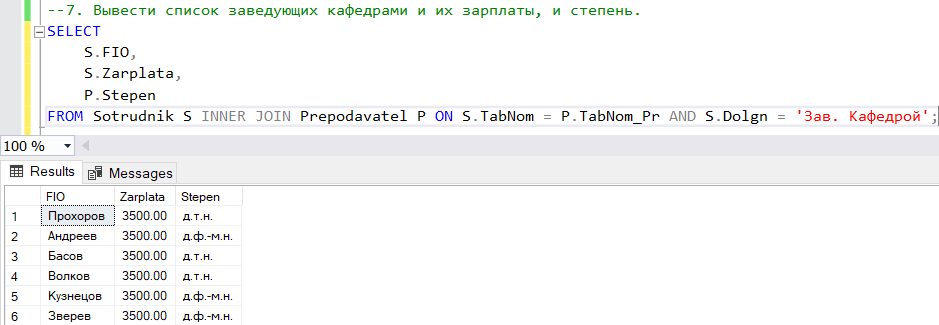 --7. Вывести список заведующих кафедрами и их зарплаты, и степень.
SELECT
S.FIO,
S.Zarplata,
P.Stepen
FROM Sotrudnik S INNER JOIN Prepodavatel P ON S.TabNom = P.TabNom_Pr AND S.Dolgn = 'Зав. Кафедрой';
100 %
Results Messages
FIO Zarplata Stepen
1 Прохоров 3500.00 д.т.н.
2 Андреев 3500.00 д.ф.-м.н.
3 Басов 3500.00 д.т.н.
4 Волков 3500.00 д.т.н.
5 Кузнецов 3500.00 д.ф.-м.н.
6 Зверев 3500.00 д.ф.-м.н.